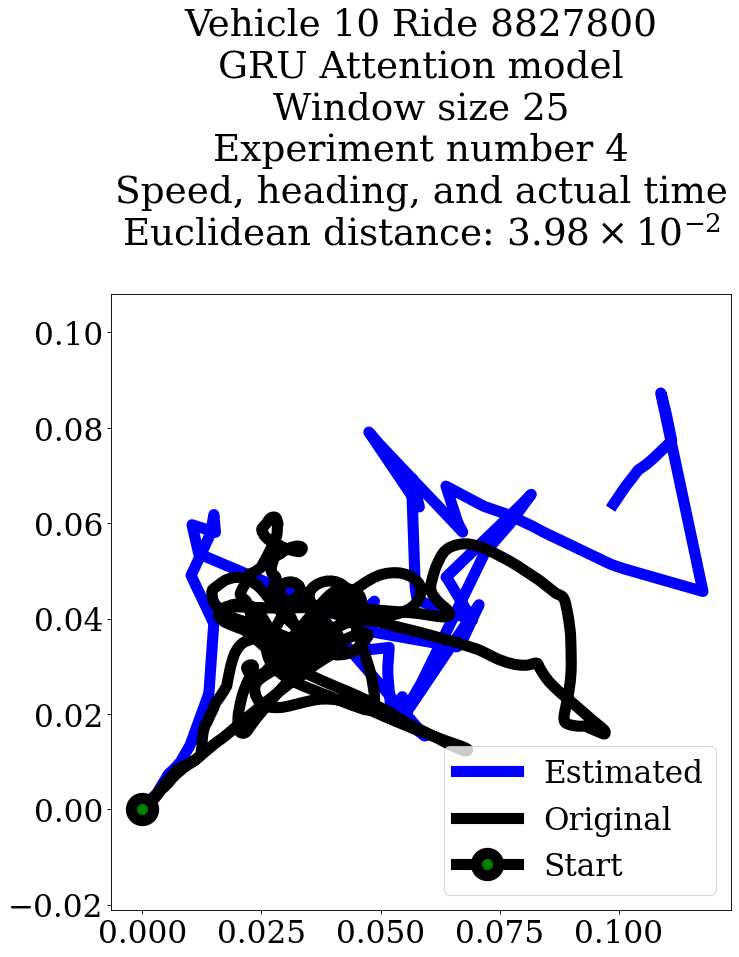 Vehicle 10 Ride 8827800
GRU Attention model
Window size 25
Experiment number 4
Speed, heading, and actual time
Euclidean distance: 3.98 × 10⁻²
0.10
0.08
0.06
0.04
0.02
0.00
−0.02
0.000 0.025 0.050 0.075 0.100
Estimated
Original
Start